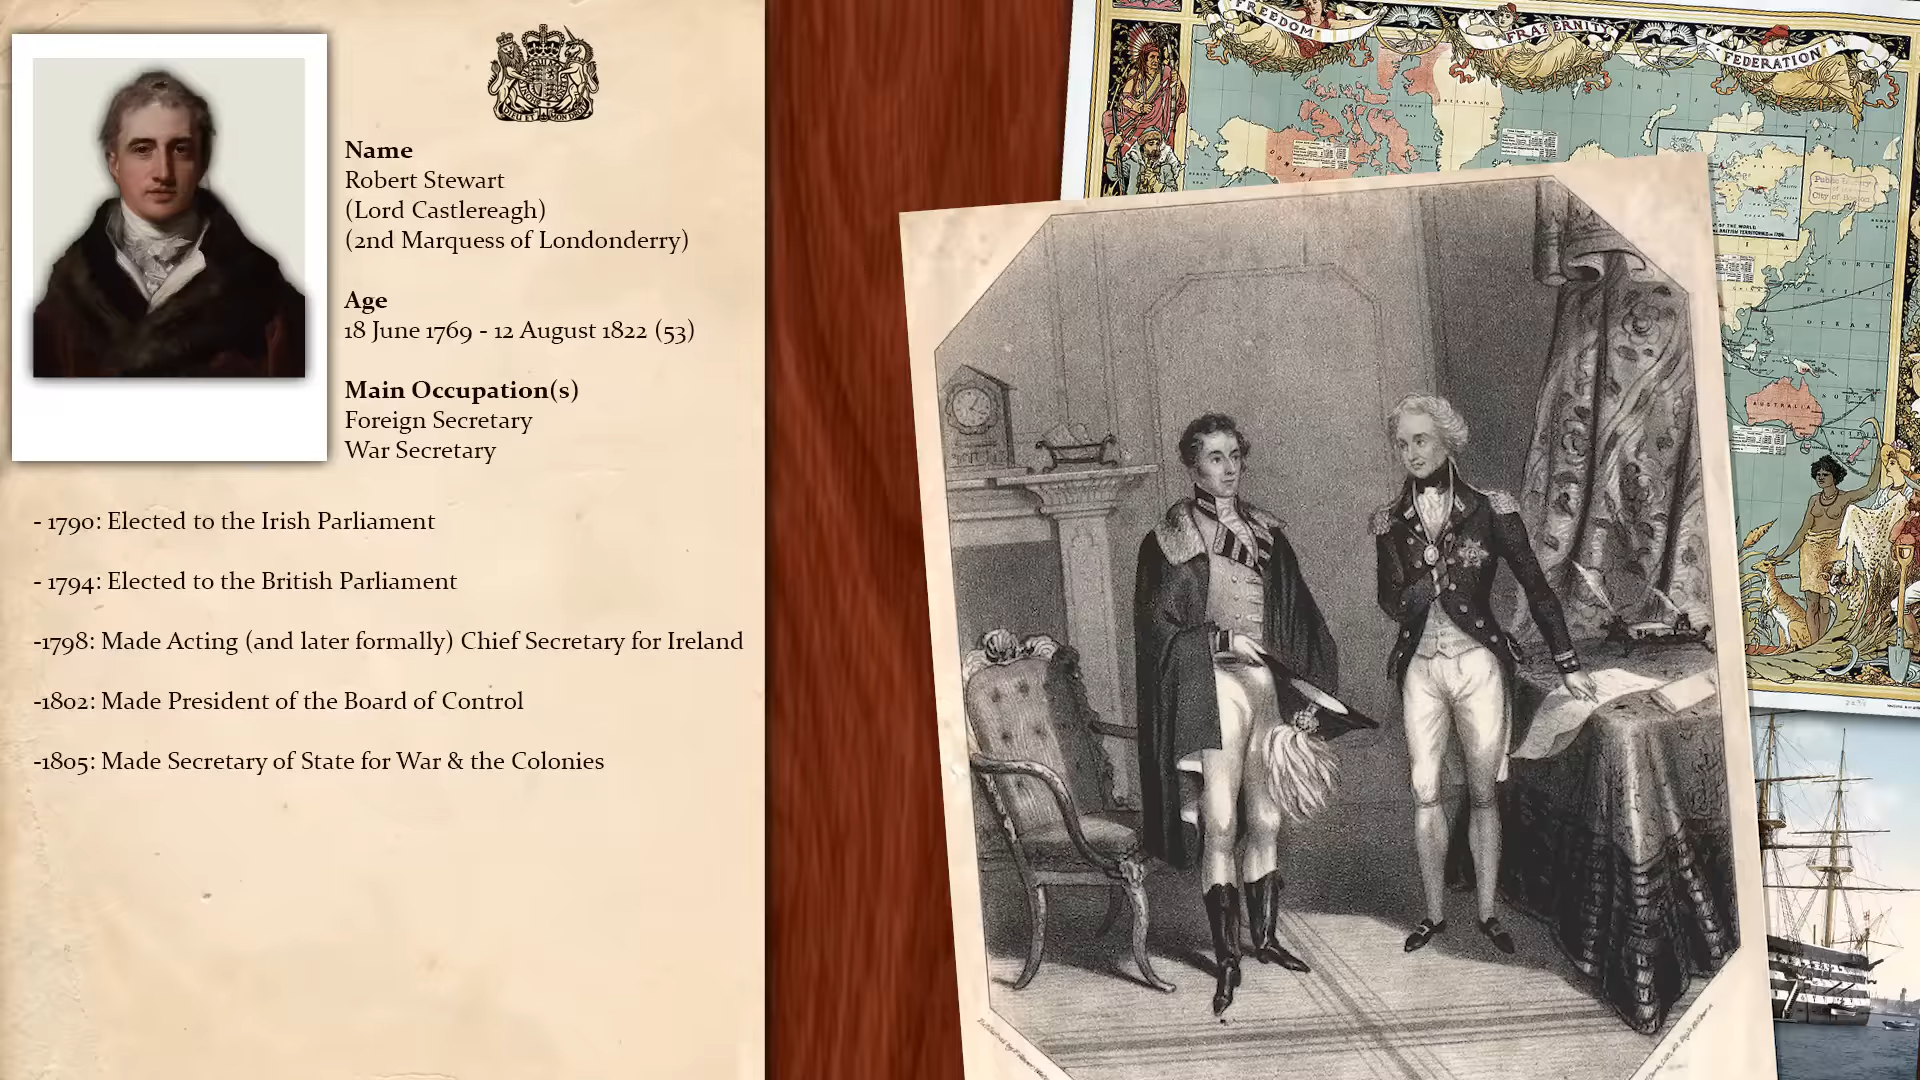 Name
Robert Stewart
(Lord Castlereagh)
(2nd Marquess of Londonderry)
Age
18 June 1769 - 12 August 1822 (53)
Main Occupation(s)
Foreign Secretary
War Secretary
- 1790: Elected to the Irish Parliament
- 1794: Elected to the British Parliament
-1798: Made Acting (and later formally) Chief Secretary for Ireland
-1802: Made President of the Board of Control
-1805: Made Secretary of State for War & the Colonies
FREEDOM
FRATERNITY
FEDERATION
GREENLAND
AUSTRALIA